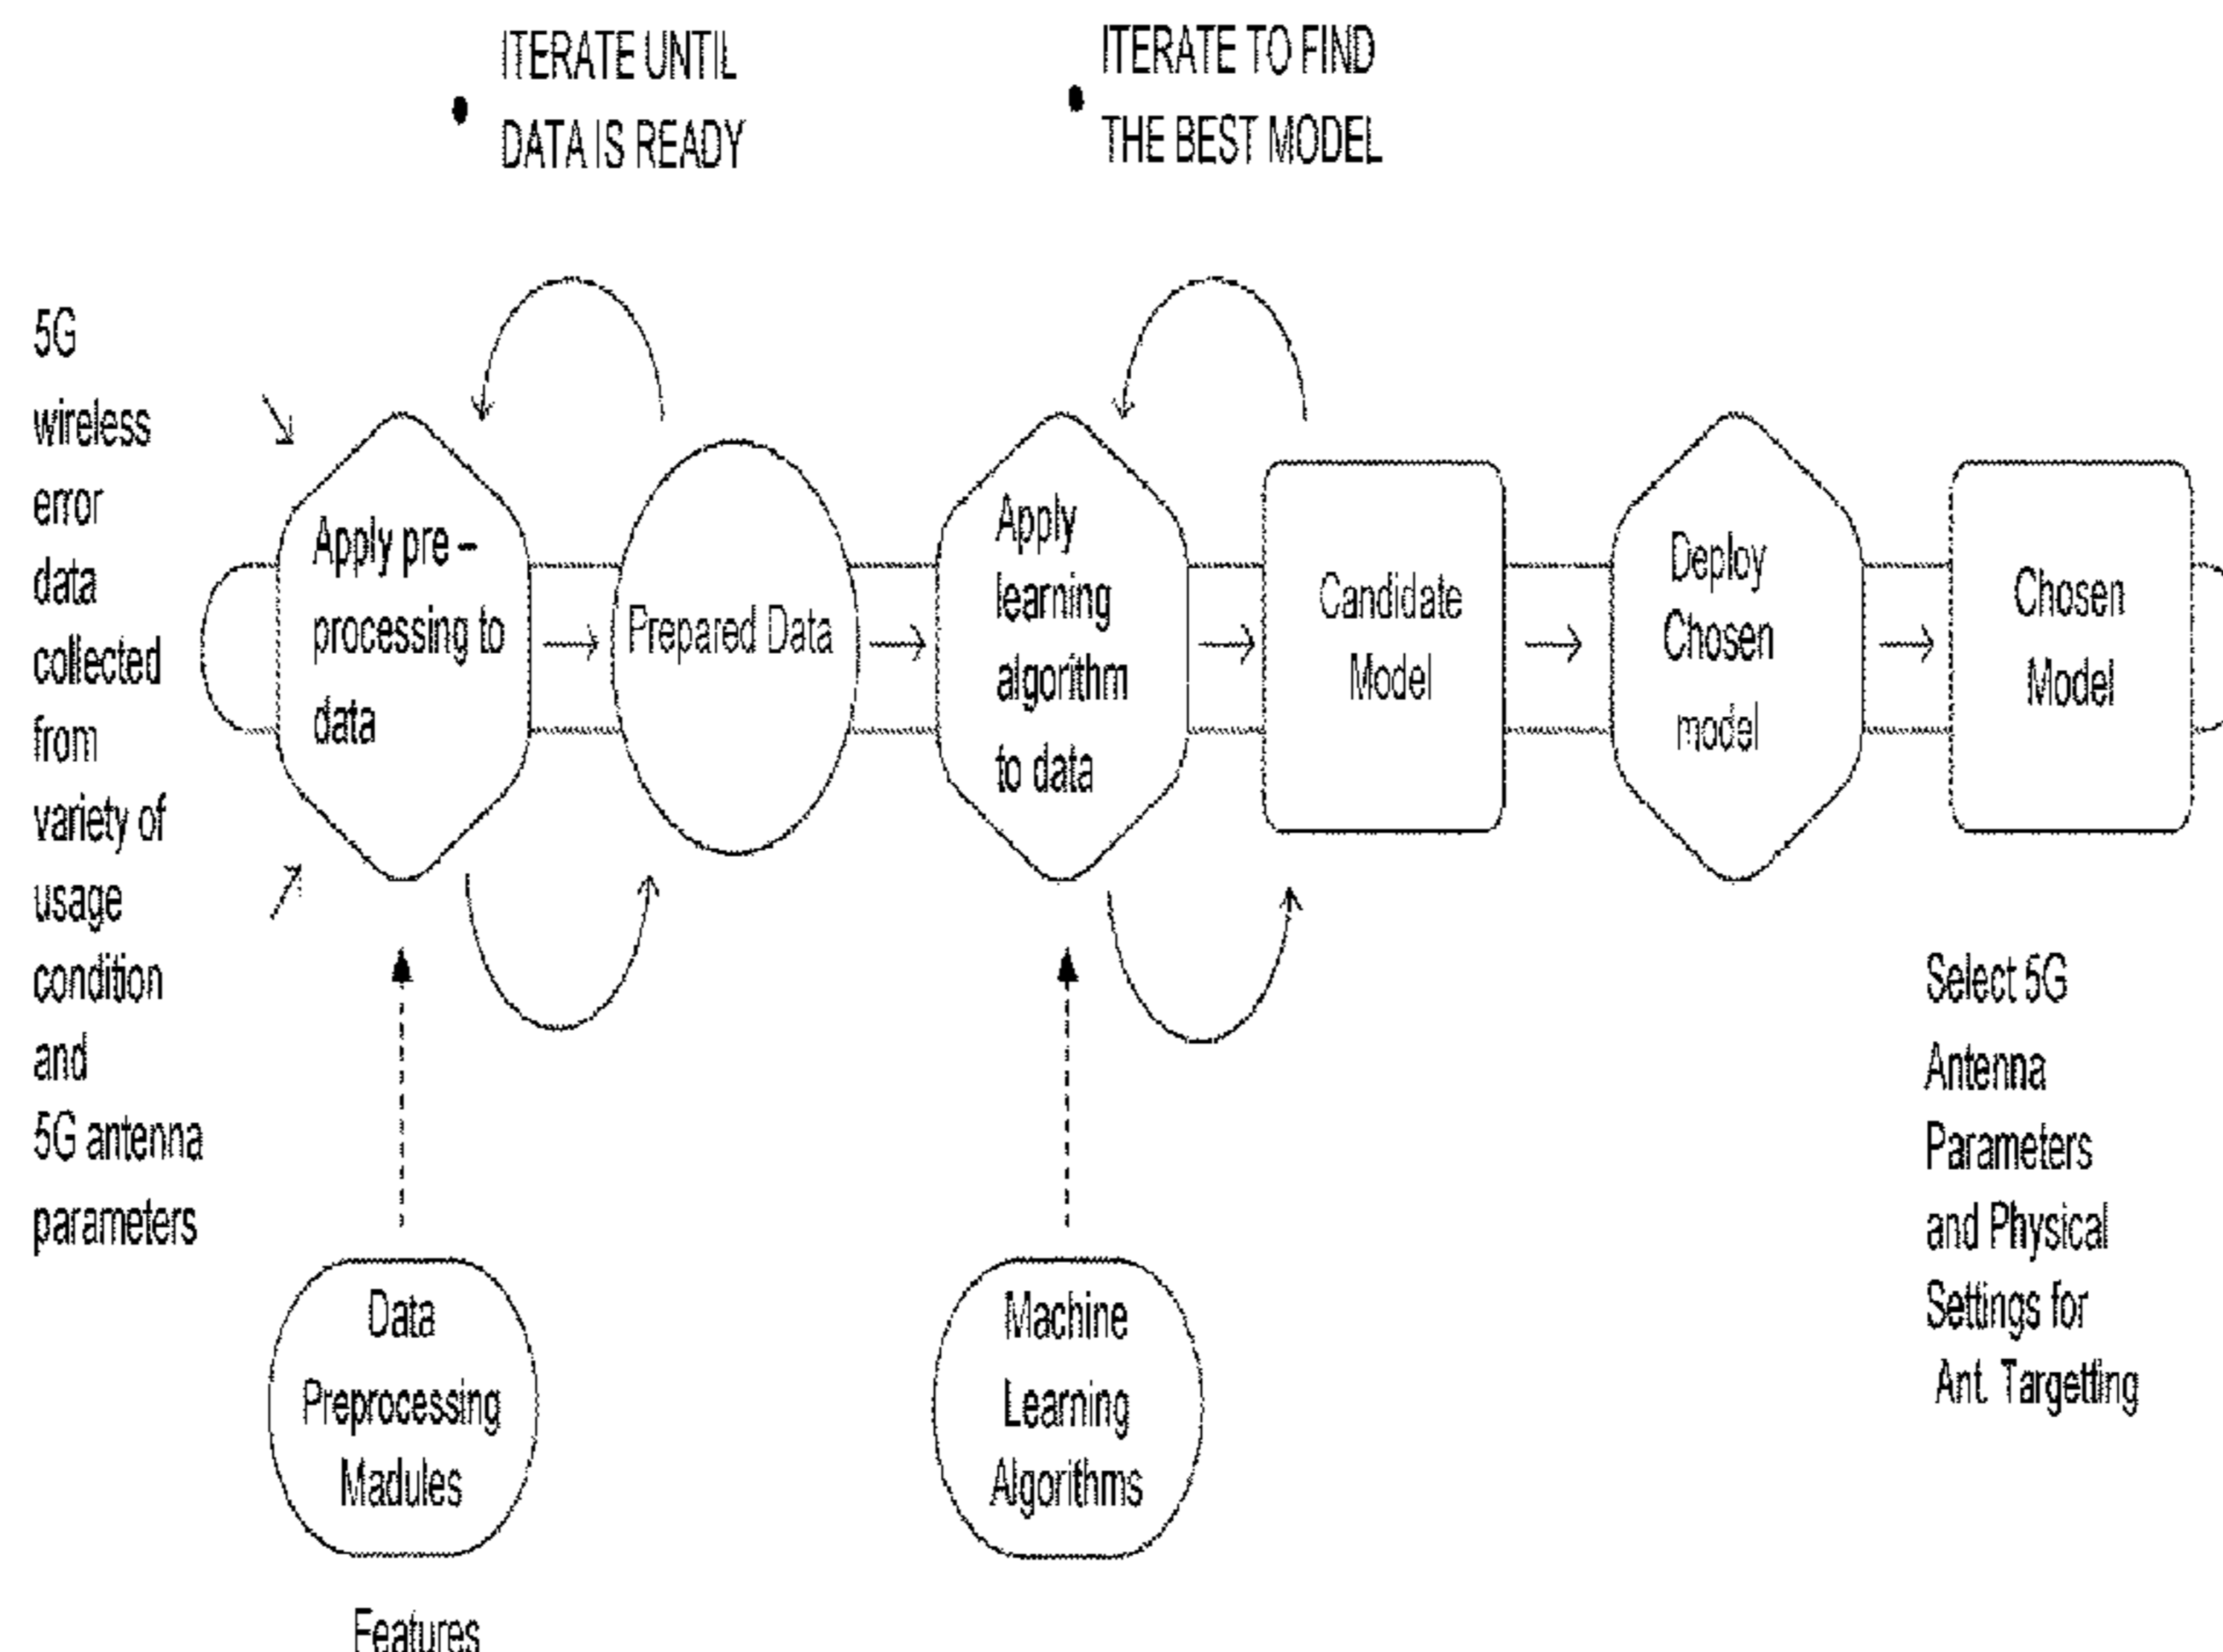 ITERATE UNTIL
DATA IS READY
ITERATE TO FIND
THE BEST MODEL
5G
wireless
error
data
collected
from
variety of
usage
condition
and
5G antenna
parameters
Apply pre –
processing to
data
Prepared Data
Apply
learning
algorithm
to data
Candidate
Model
Deploy
Chosen
model
Chosen
Model
Select 5G
Antenna
Parameters
and Physical
Settings for
Ant. Targetting
Data
Preprocessing
Madules
Machine
Learning
Algorithms
Features